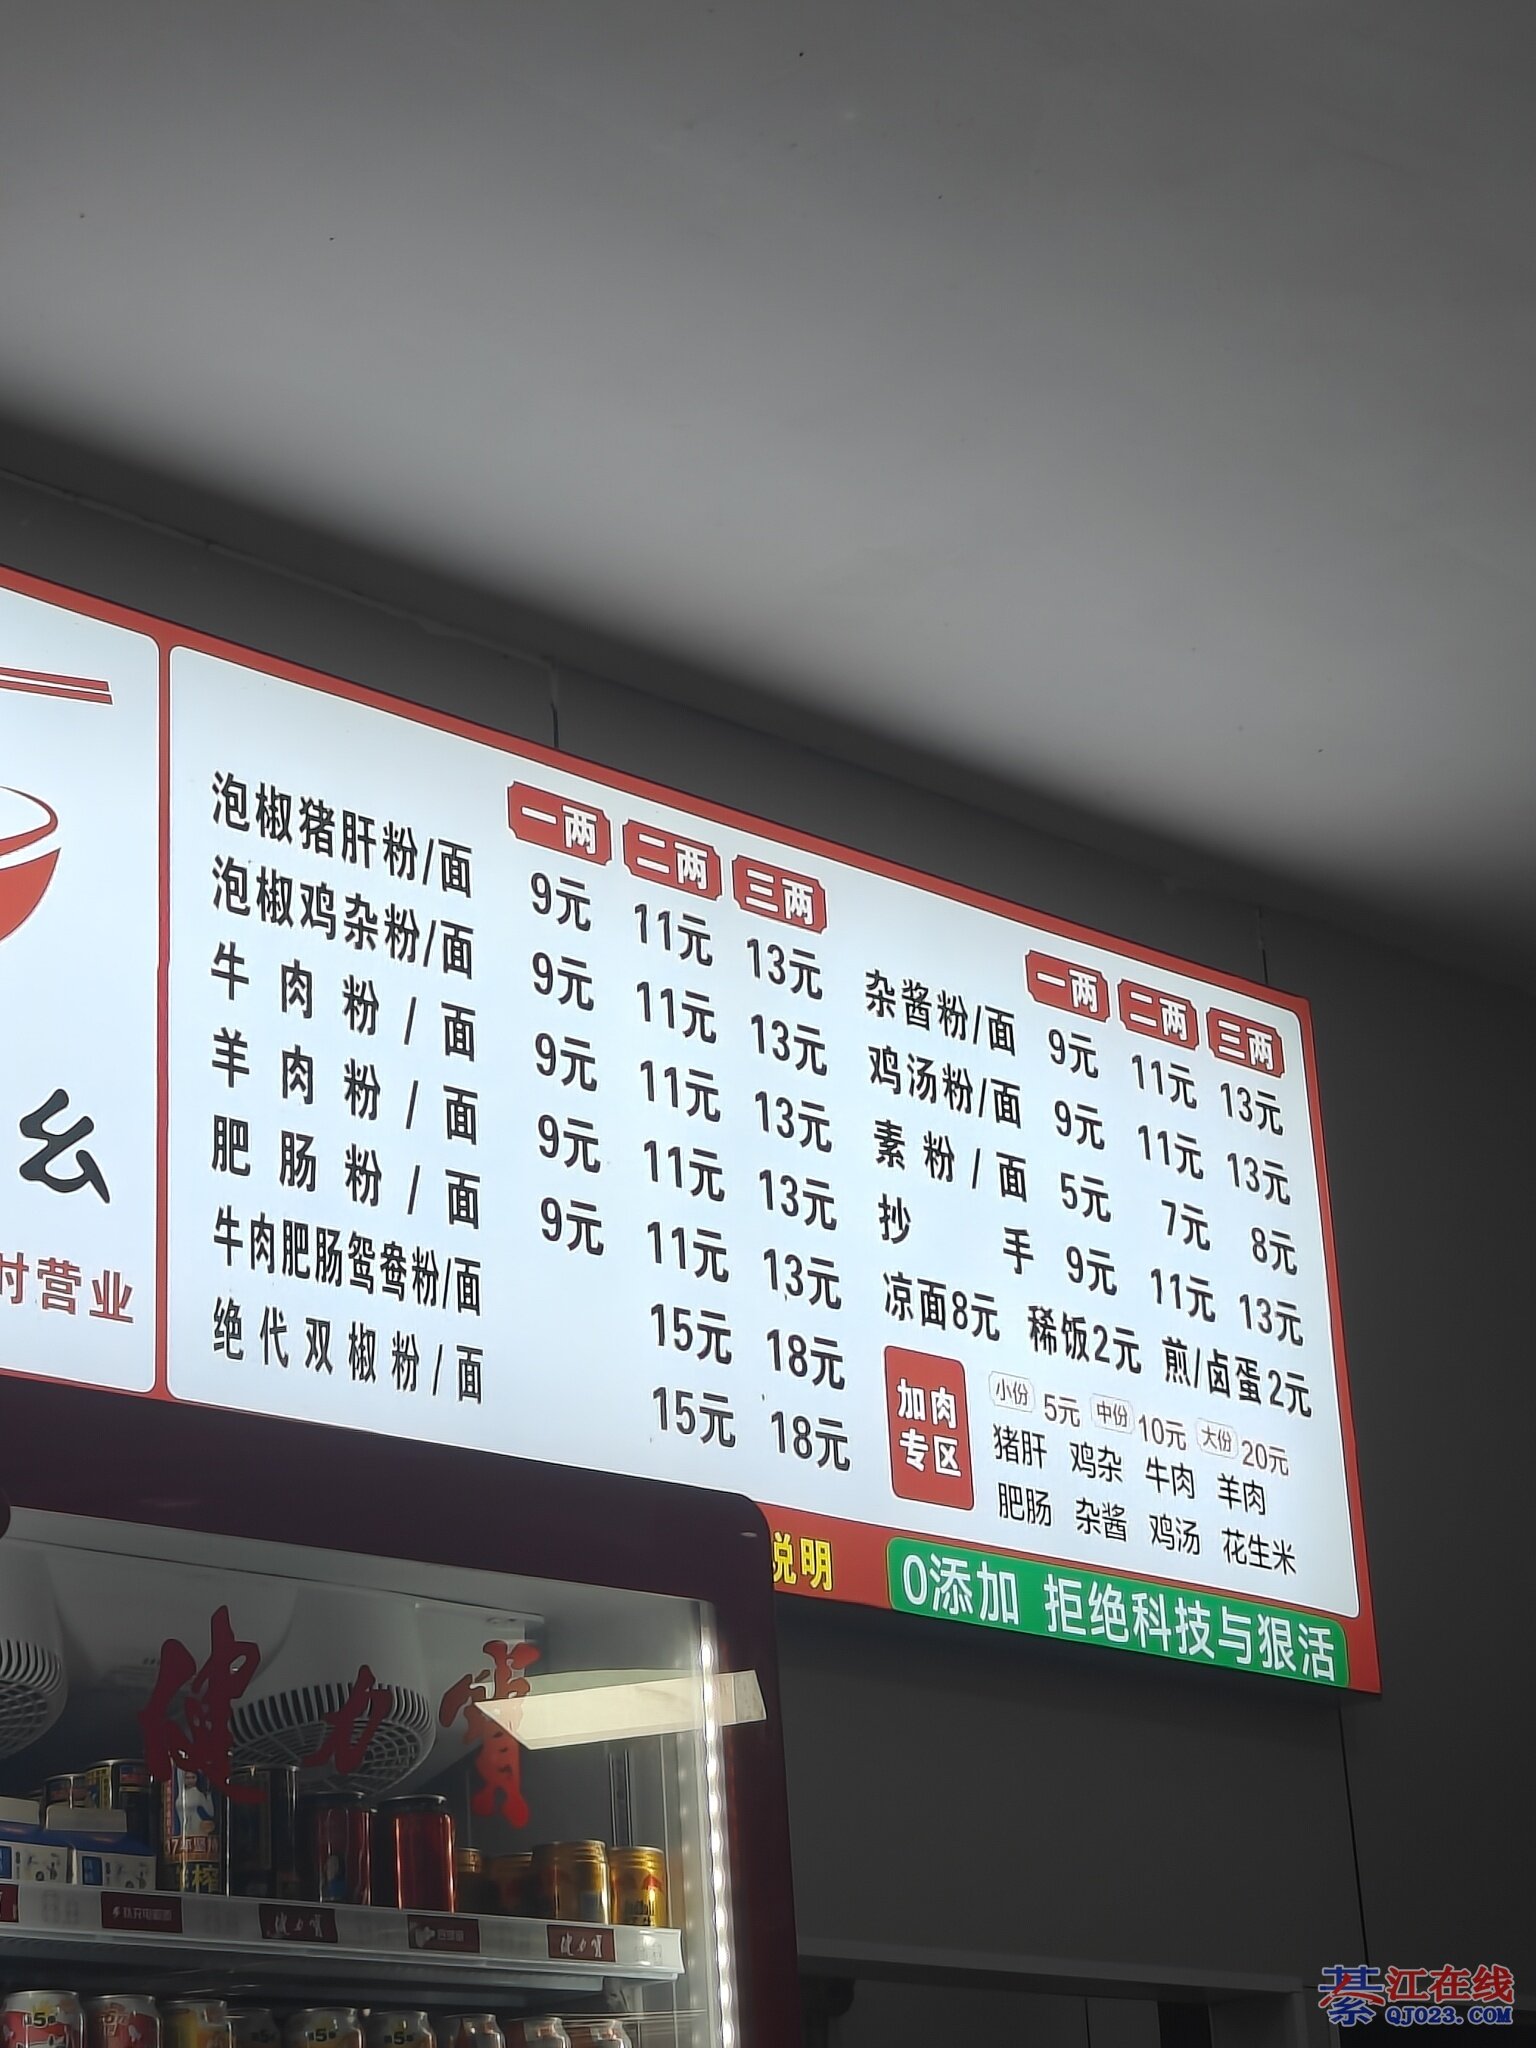 幺
时营业
一两 二两 三两
泡椒猪肝粉/面 9元 11元 13元
泡椒鸡杂粉/面 9元 11元 13元
牛肉粉/面 9元 11元 13元
羊肉粉/面 9元 11元 13元
肥肠粉/面 9元 11元 13元
牛肉肥肠鸳鸯粉/面 15元 18元
绝代双椒粉/面 15元 18元
一两 二两 三两
杂酱粉/面 9元 11元 13元
鸡汤粉/面 9元 11元 13元
素粉/面 5元 7元 8元
抄手 9元 11元 13元
凉面8元 稀饭2元 煎/卤蛋2元
加肉专区
小份 5元 中份 10元 大份 20元
猪肝 鸡杂 牛肉 羊肉
肥肠 杂酱 鸡汤 花生米
说明
0添加 拒绝科技与狠活
健力宝
健力宝
健力宝
綦江在线
QJ023.COM